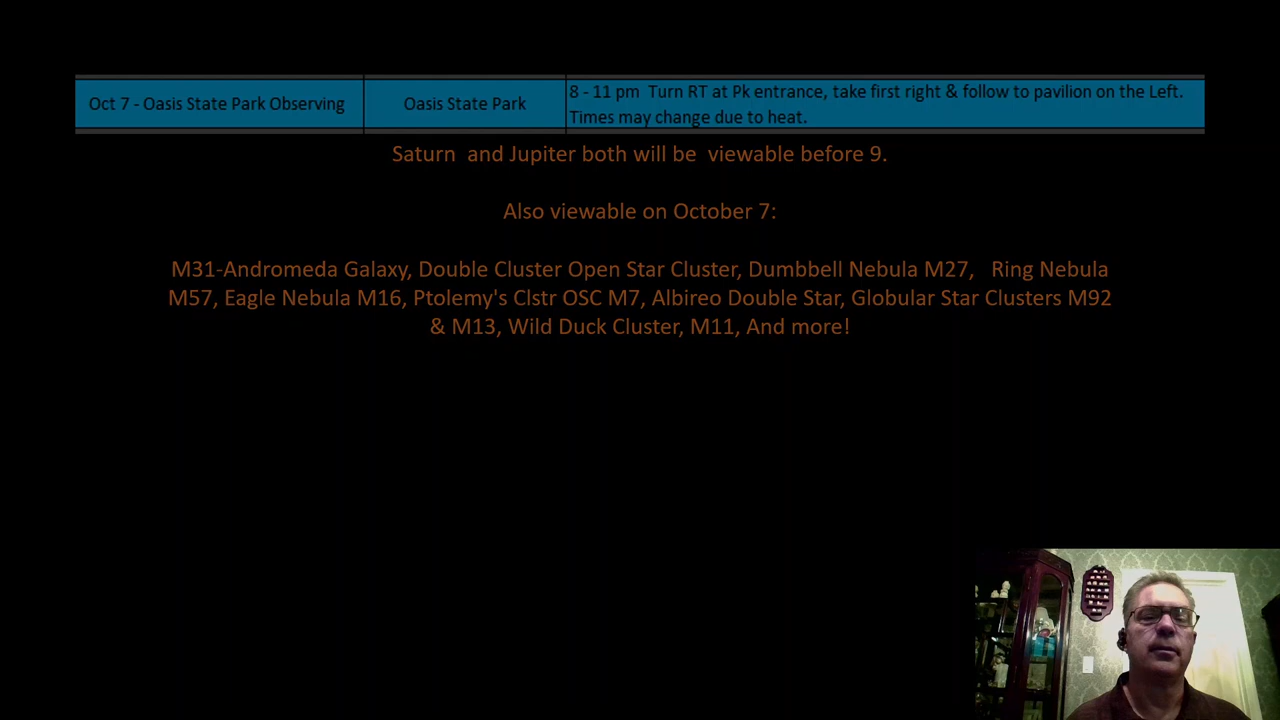 Oct 7 - Oasis State Park Observing
Oasis State Park
8 - 11 pm  Turn RT at Pk entrance, take first right & follow to pavilion on the Left.
Times may change due to heat.
Saturn  and Jupiter both will be  viewable before 9.
Also viewable on October 7:
M31-Andromeda Galaxy, Double Cluster Open Star Cluster, Dumbbell Nebula M27,   Ring Nebula
M57, Eagle Nebula M16, Ptolemy's Clstr OSC M7, Albireo Double Star, Globular Star Clusters M92
& M13, Wild Duck Cluster, M11, And more!